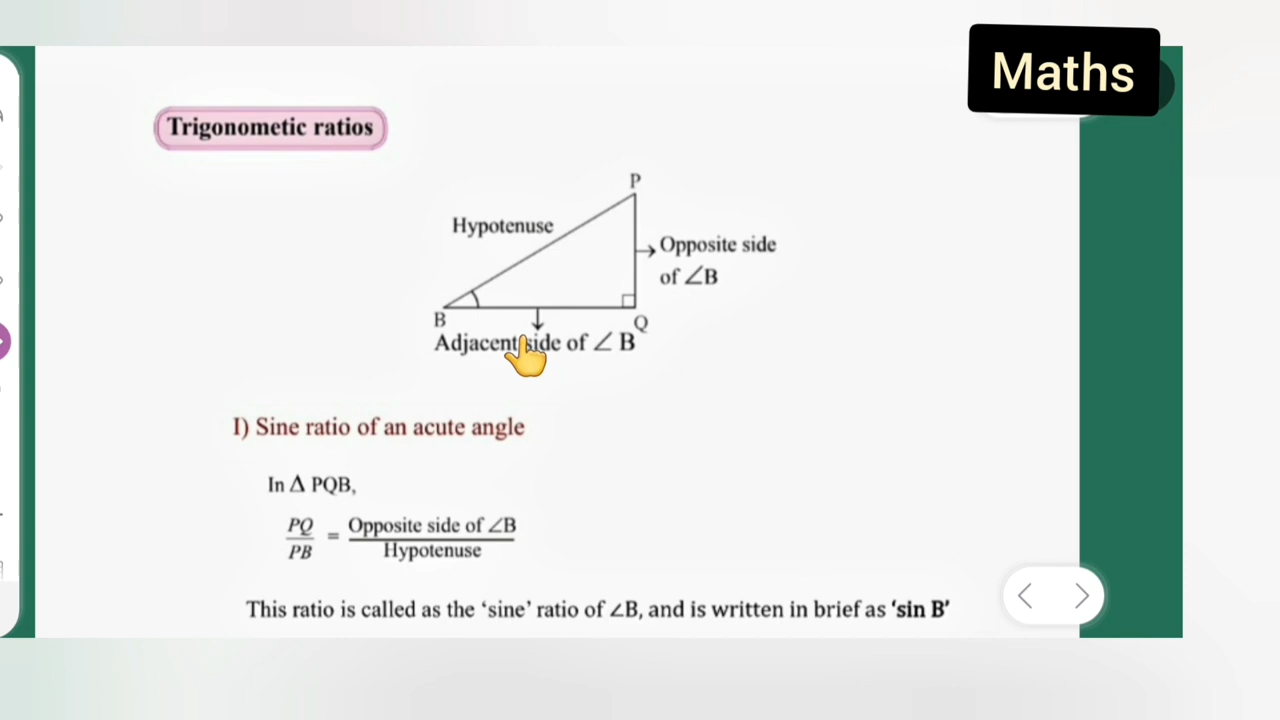 Maths
Trigonometic ratios
P
Hypotenuse
Opposite side
of ∠B
B
Q
Adjacent side of ∠ B
I) Sine ratio of an acute angle
In Δ PQB,
PQ/PB = Opposite side of ∠B/Hypotenuse
This ratio is called as the ‘sine’ ratio of ∠B, and is written in brief as ‘sin B’